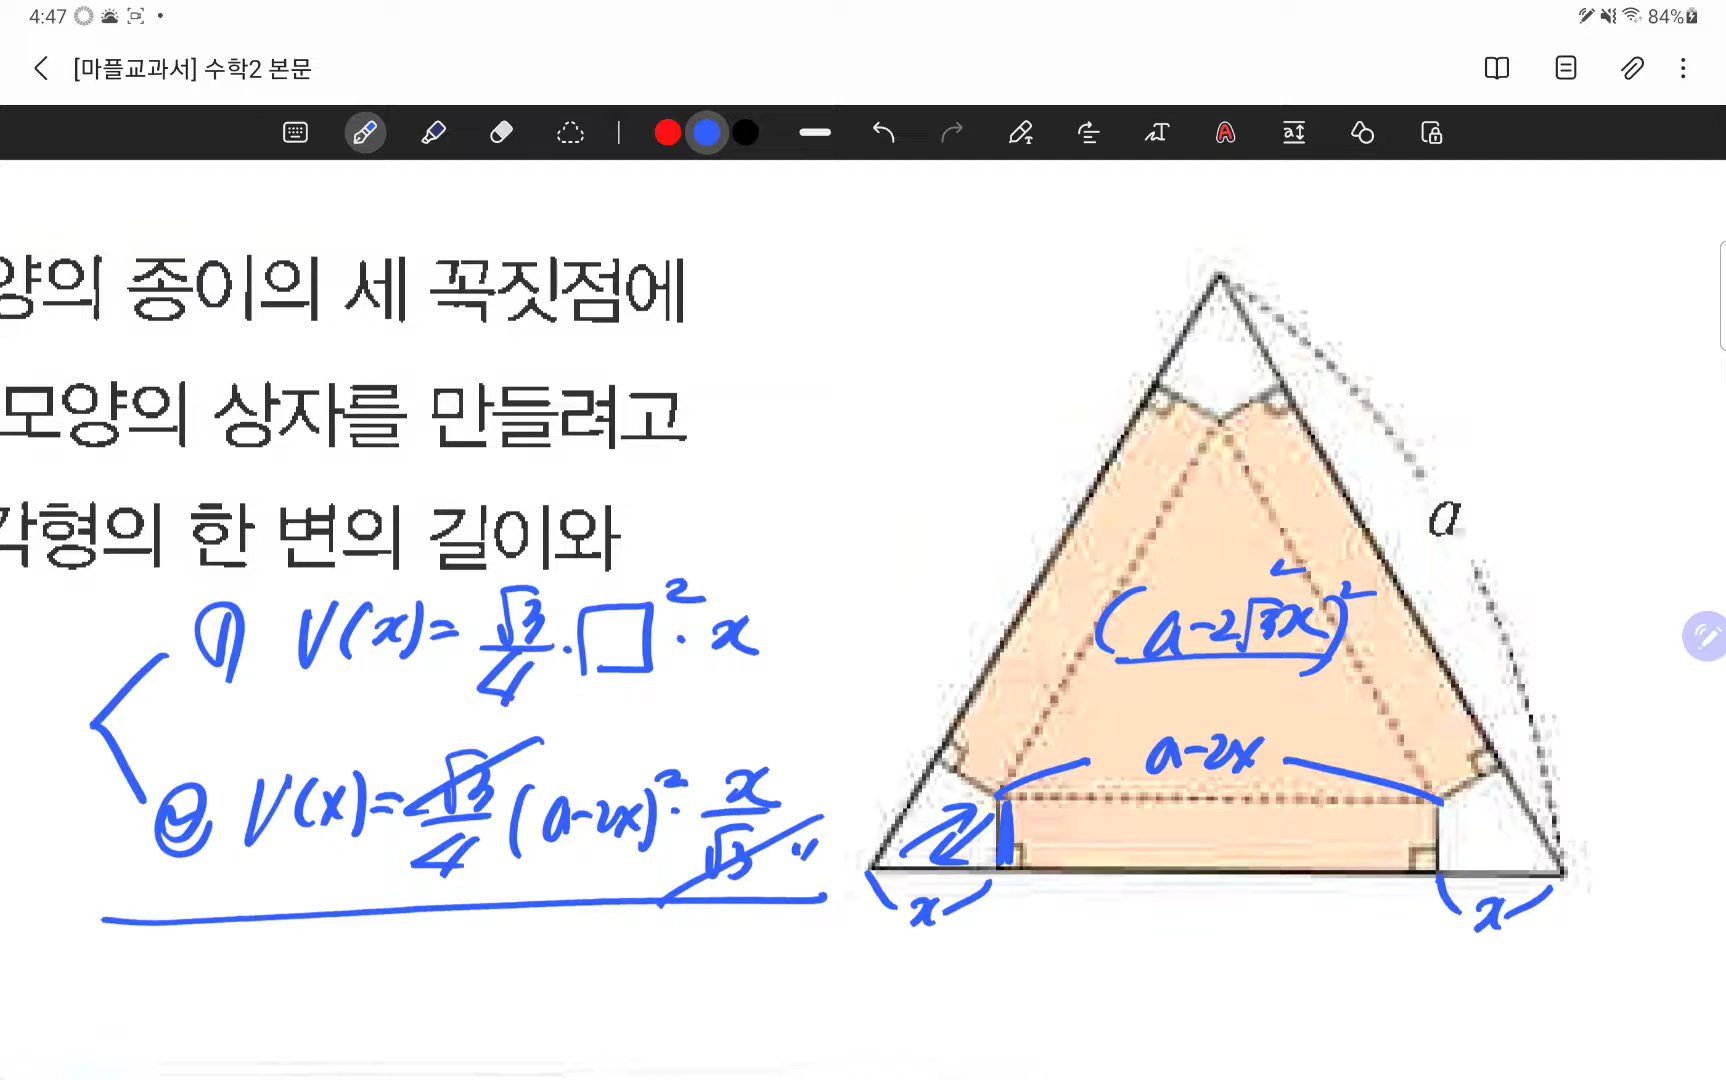 4:47
84%
[마플교과서] 수학2 본문
양의 종이의 세 꼭짓점에
모양의 상자를 만들려고
각형의 한 변의 길이와
① V(x)= √3/4 · □² · x
② V(x)= √3/4 (a-2x)² · x/√3
a
(a-2√3x)²
a-2x
x
x